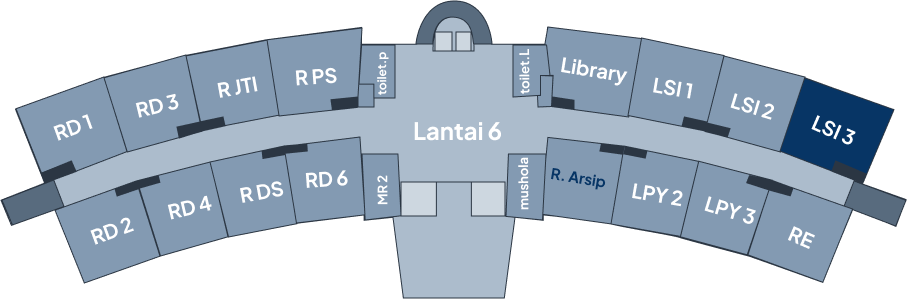 RD 1
RD 3
R JTI
R PS
toilet.p
toilet.L
Library
LSI 1
LSI 2
LSI 3
Lantai 6
RD 2
RD 4
R DS
RD 6
MR 2
mushola
R. Arsip
LPY 2
LPY 3
RE